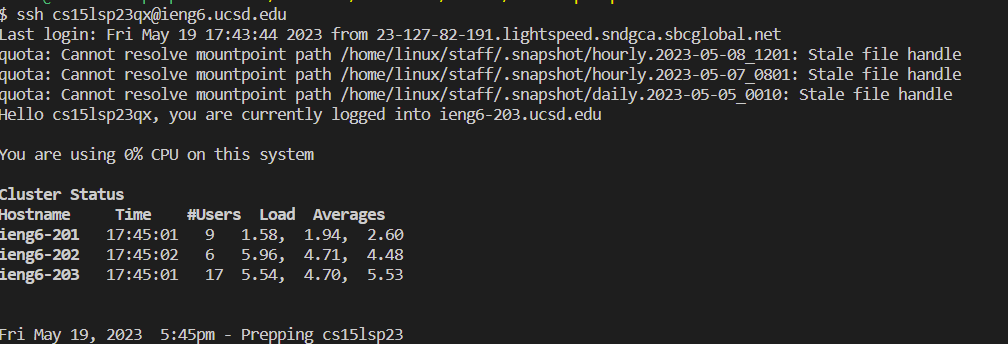 $ ssh cs15lsp23qx@ieng6.ucsd.edu
Last login: Fri May 19 17:43:44 2023 from 23-127-82-191.lightspeed.sndgca.sbcglobal.net
quota: Cannot resolve mountpoint path /home/linux/staff/.snapshot/hourly.2023-05-08_1201: Stale file handle
quota: Cannot resolve mountpoint path /home/linux/staff/.snapshot/hourly.2023-05-07_0801: Stale file handle
quota: Cannot resolve mountpoint path /home/linux/staff/.snapshot/daily.2023-05-05_0010: Stale file handle
Hello cs15lsp23qx, you are currently logged into ieng6-203.ucsd.edu
You are using 0% CPU on this system
Cluster Status
Hostname     Time    #Users  Load  Averages
ieng6-201   17:45:01   9   1.58,  1.94,  2.60
ieng6-202   17:45:02   6   5.96,  4.71,  4.48
ieng6-203   17:45:01   17  5.54,  4.70,  5.53
Fri May 19, 2023  5:45pm - Prepping cs15lsp23